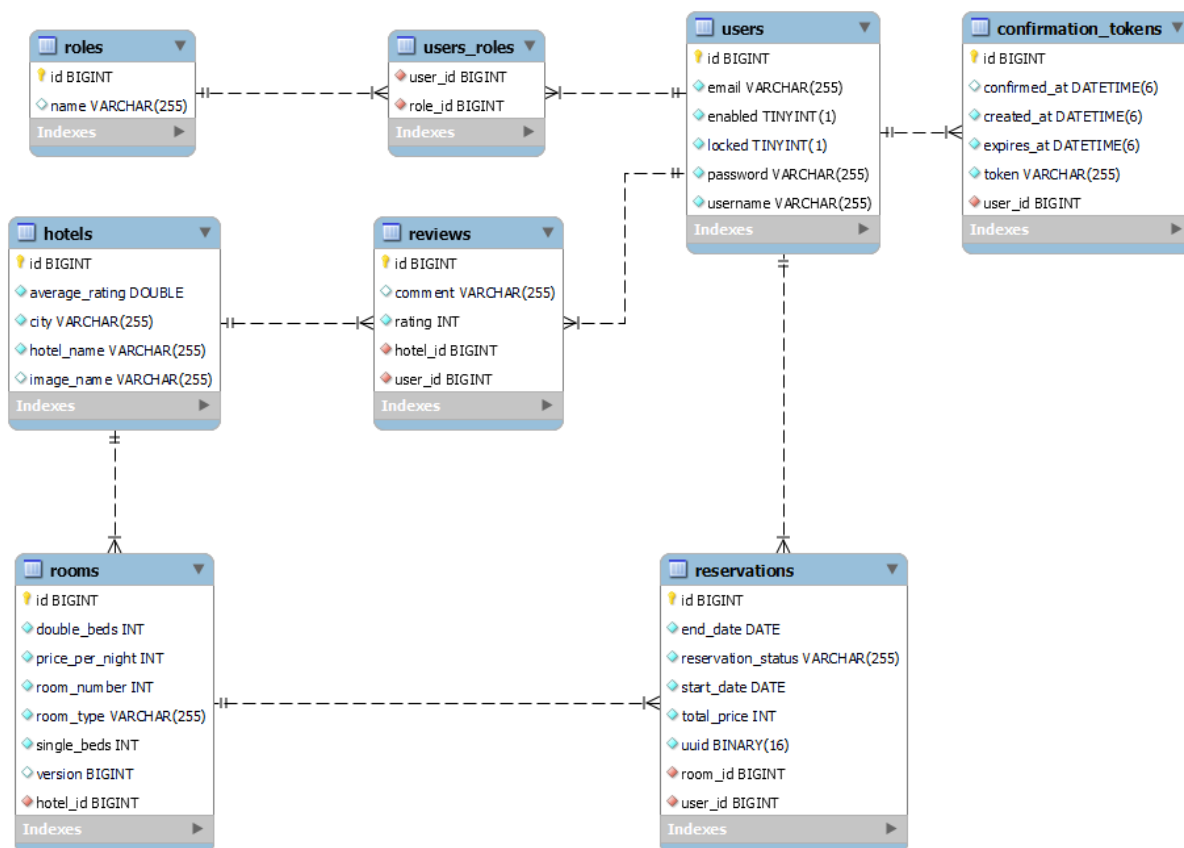 roles
id BIGINT
name VARCHAR(255)
Indexes
users_roles
user_id BIGINT
role_id BIGINT
Indexes
users
id BIGINT
email VARCHAR(255)
enabled TINYINT(1)
locked TINYINT(1)
password VARCHAR(255)
username VARCHAR(255)
Indexes
confirmation_tokens
id BIGINT
confirmed_at DATETIME(6)
created_at DATETIME(6)
expires_at DATETIME(6)
token VARCHAR(255)
user_id BIGINT
Indexes
hotels
id BIGINT
average_rating DOUBLE
city VARCHAR(255)
hotel_name VARCHAR(255)
image_name VARCHAR(255)
Indexes
reviews
id BIGINT
comment VARCHAR(255)
rating INT
hotel_id BIGINT
user_id BIGINT
Indexes
rooms
id BIGINT
double_beds INT
price_per_night INT
room_number INT
room_type VARCHAR(255)
single_beds INT
version BIGINT
hotel_id BIGINT
Indexes
reservations
id BIGINT
end_date DATE
reservation_status VARCHAR(255)
start_date DATE
total_price INT
uuid BINARY(16)
room_id BIGINT
user_id BIGINT
Indexes